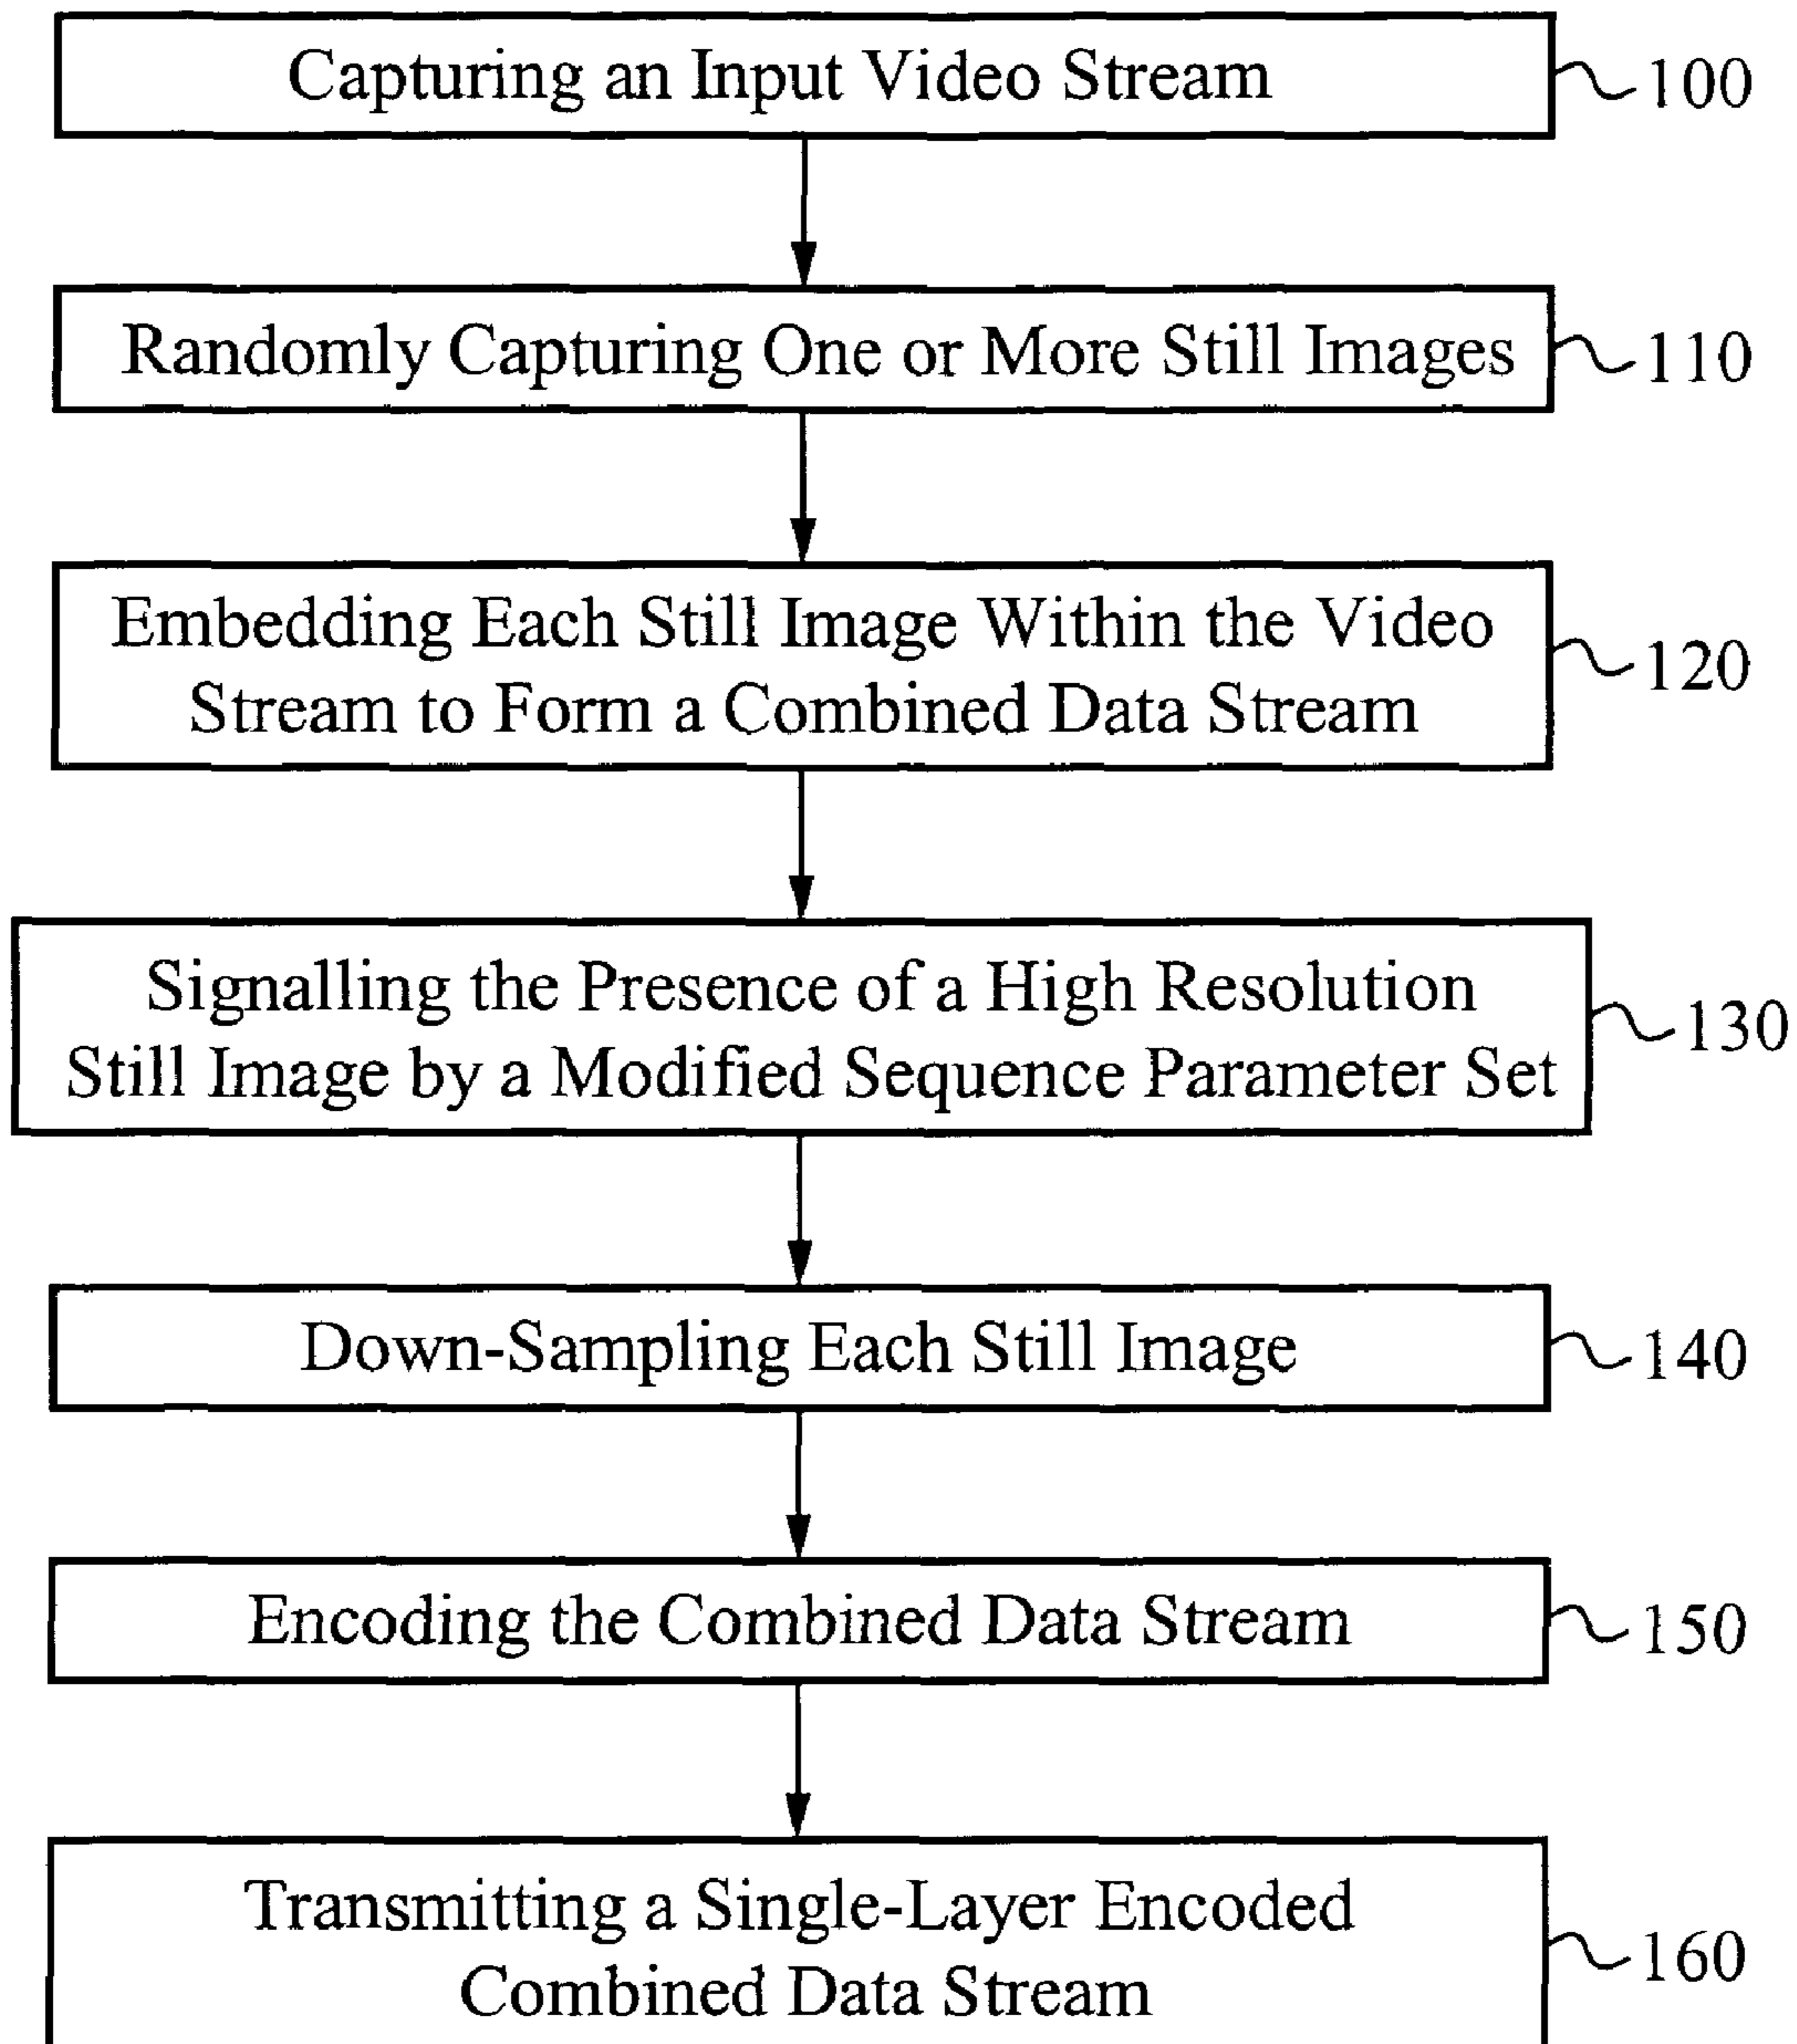 Capturing an Input Video Stream
100
Randomly Capturing One or More Still Images
110
Embedding Each Still Image Within the Video
Stream to Form a Combined Data Stream
120
Signalling the Presence of a High Resolution
Still Image by a Modified Sequence Parameter Set
130
Down-Sampling Each Still Image
140
Encoding the Combined Data Stream
150
Transmitting a Single-Layer Encoded
Combined Data Stream
160